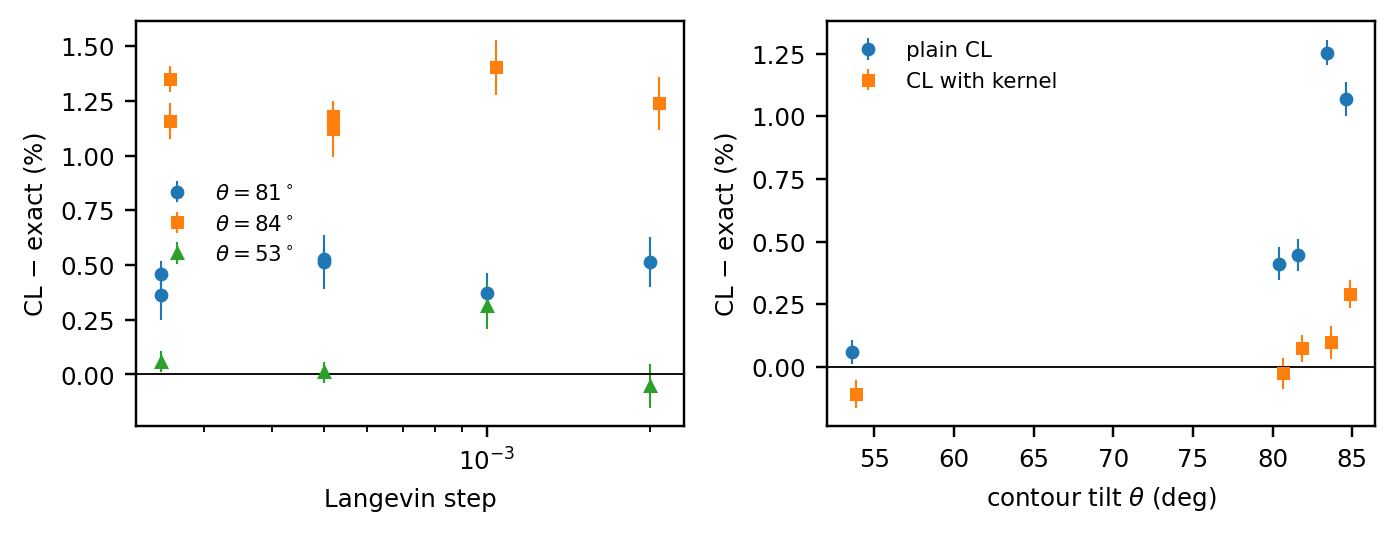 CL − exact (%)
1.50
1.25
1.00
0.75
0.50
0.25
0.00
θ = 81°
θ = 84°
θ = 53°
10⁻³
Langevin step
CL − exact (%)
1.25
1.00
0.75
0.50
0.25
0.00
plain CL
CL with kernel
55 60 65 70 75 80 85
contour tilt θ (deg)